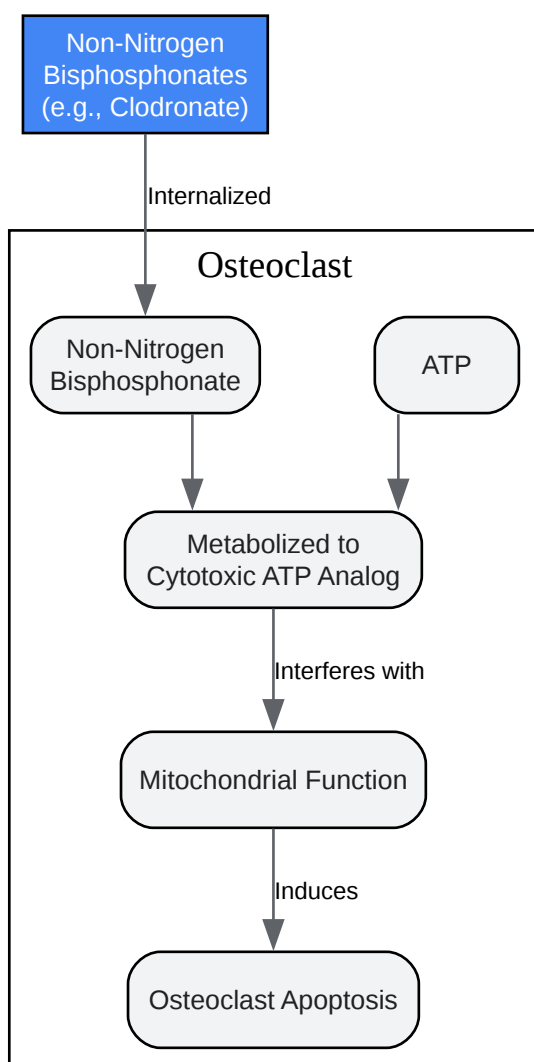 Non-Nitrogen
Bisphosphonates
(e.g., Clodronate)
Internalized
Osteoclast
Non-Nitrogen
Bisphosphonate
ATP
Metabolized to
Cytotoxic ATP Analog
Interferes with
Mitochondrial Function
Induces
Osteoclast Apoptosis